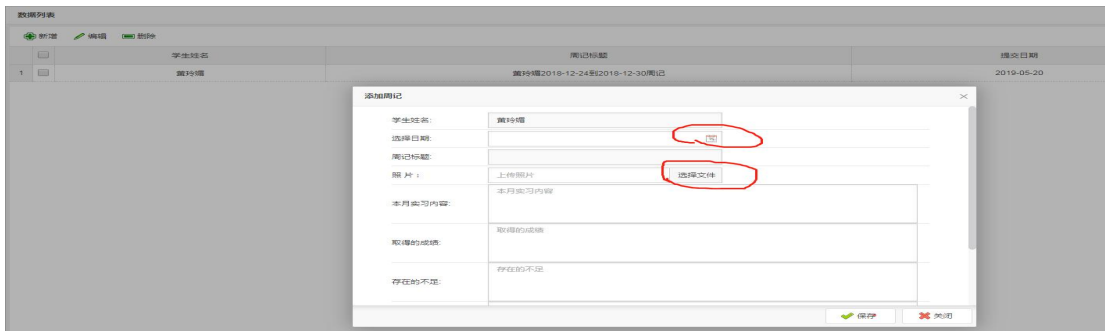 数据列表
新增 编辑 删除
学生姓名 周记标题 提交日期
1 黄玲媚 黄玲媚2018-12-24到2018-12-30周记 2019-05-20
添加周记 ×
学生姓名: 黄玲媚
选择日期:
周记标题:
照片： 上传照片 选择文件
本月实习内容: 本月实习内容
取得的成绩: 取得的成绩
存在的不足: 存在的不足
保存 关闭